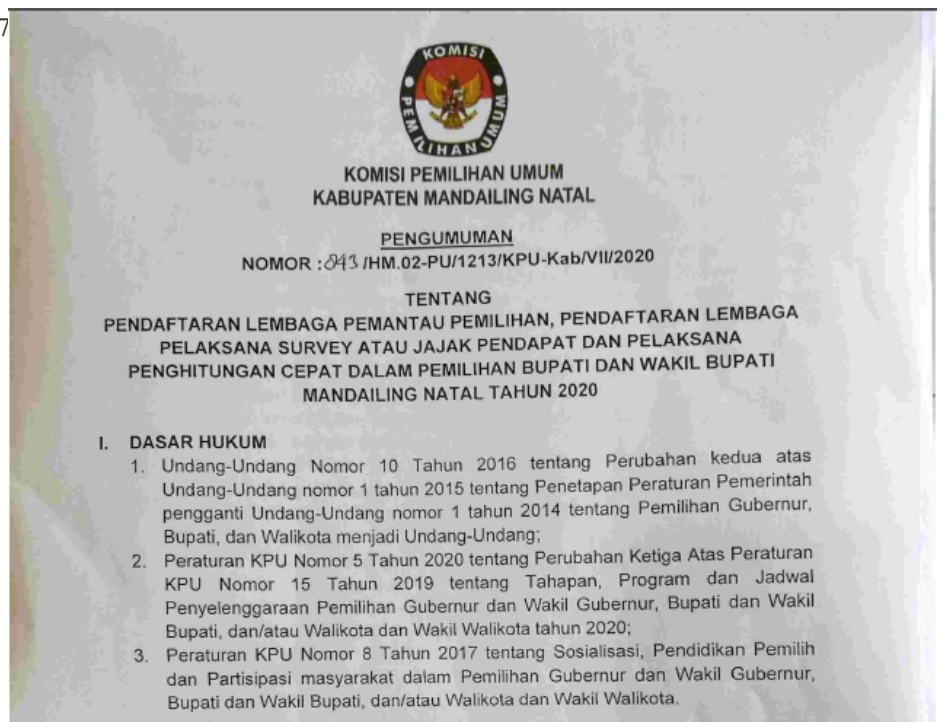 7
KOMISI
PEMILIHAN UMUM
KOMISI PEMILIHAN UMUM
KABUPATEN MANDAILING NATAL
PENGUMUMAN
NOMOR : 843 /HM.02-PU/1213/KPU-Kab/VII/2020
TENTANG
PENDAFTARAN LEMBAGA PEMANTAU PEMILIHAN, PENDAFTARAN LEMBAGA
PELAKSANA SURVEY ATAU JAJAK PENDAPAT DAN PELAKSANA
PENGHITUNGAN CEPAT DALAM PEMILIHAN BUPATI DAN WAKIL BUPATI
MANDAILING NATAL TAHUN 2020
I. DASAR HUKUM
1. Undang-Undang Nomor 10 Tahun 2016 tentang Perubahan kedua atas
Undang-Undang nomor 1 tahun 2015 tentang Penetapan Peraturan Pemerintah
pengganti Undang-Undang nomor 1 tahun 2014 tentang Pemilihan Gubernur,
Bupati, dan Walikota menjadi Undang-Undang;
2. Peraturan KPU Nomor 5 Tahun 2020 tentang Perubahan Ketiga Atas Peraturan
KPU Nomor 15 Tahun 2019 tentang Tahapan, Program dan Jadwal
Penyelenggaraan Pemilihan Gubernur dan Wakil Gubernur, Bupati dan Wakil
Bupati, dan/atau Walikota dan Wakil Walikota tahun 2020;
3. Peraturan KPU Nomor 8 Tahun 2017 tentang Sosialisasi, Pendidikan Pemilih
dan Partisipasi masyarakat dalam Pemilihan Gubernur dan Wakil Gubernur,
Bupati dan Wakil Bupati, dan/atau Walikota dan Wakil Walikota.